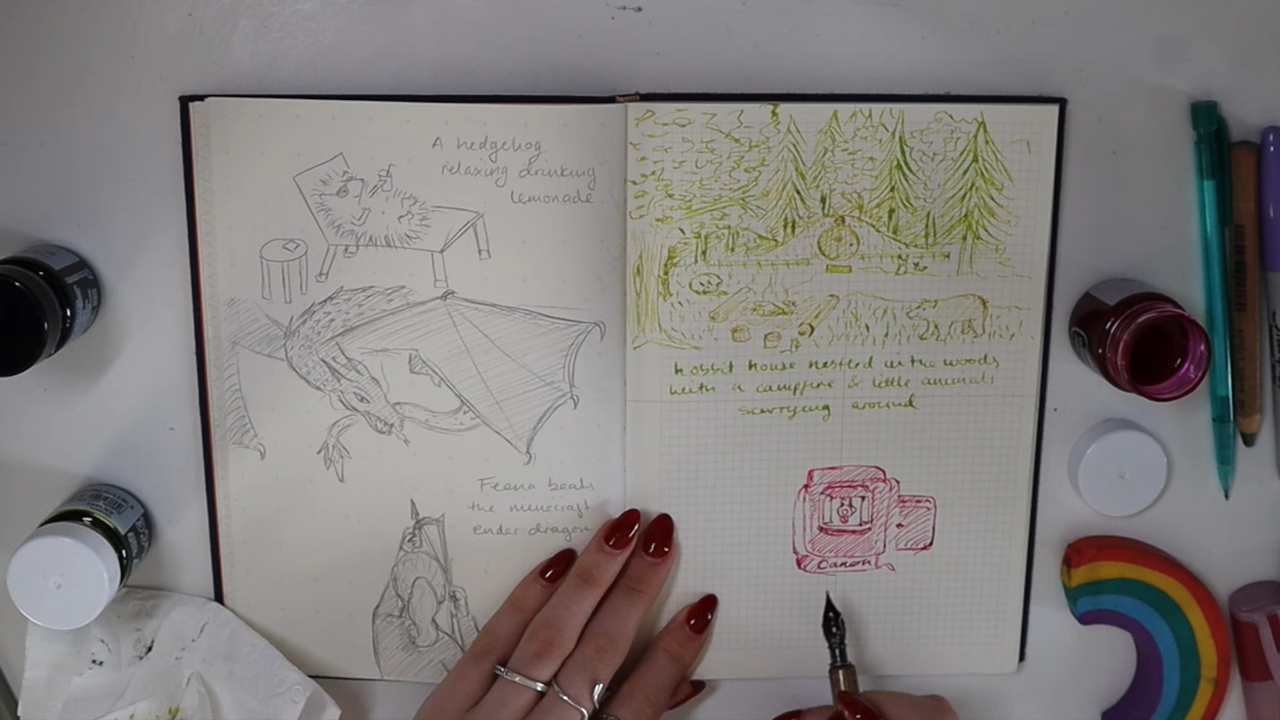 A hedgehog
relaxing drinking
lemonade.
Feena beats
the minecraft
ender-dragon
hobbit house nestled in the woods
with a campfire & little animals
scurrying around
Canon